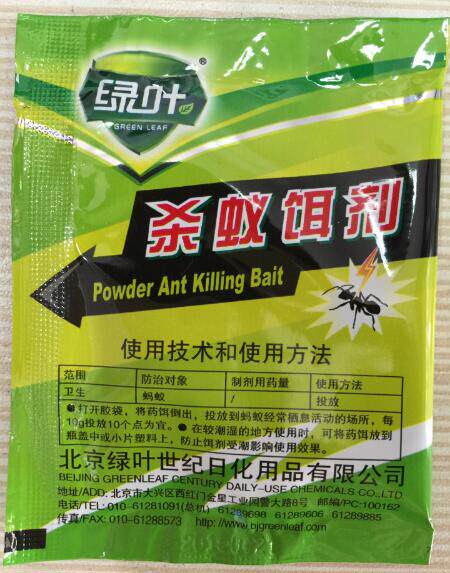 绿叶®
GREEN LEAF
杀蚁饵剂
Powder Ant Killing Bait
使用技术和使用方法
范围 防治对象 制剂用药量 使用方法
卫生 蚂蚁 / 投放
●打开胶袋，将药饵倒出，投放到蚂蚁经常栖息活动的场所，每
10g投放10个点为宜。●在较潮湿的地方使用时，可将药饵放到
瓶盖中或小片塑料上，防止饵剂受潮影响使用效果。
北京绿叶世纪日化用品有限公司
BEIJING GREENLEAF CENTURY DAILY-USE CHEMICALS CO.,LTD
地址/ADD: 北京市大兴区西红门金星工业园警大路8号 邮编/PC:100162
电话/TEL: 010-61281091(总机) 61289698 61289606 61289885
传真/FAX: 010-61288573 http://www.bjgreenleaf.com